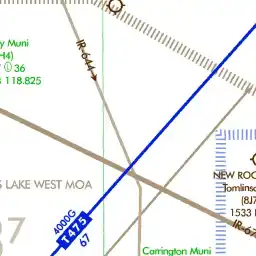 y Muni
H4)
36
118.825
IR-644
S LAKE WEST MOA
NEW ROC
Tomlins
(8J7
1533
IR-67
4000G
T475
67
Carrington Muni